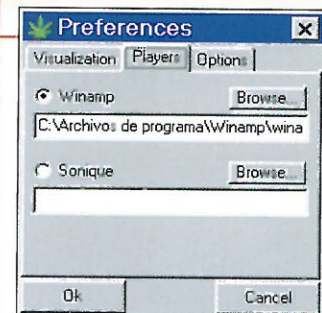 Preferences
Visualization Players Options
Winamp Browse...
C:\Archivos de programa\Winamp\wina
Sonique Browse...
Ok Cancel